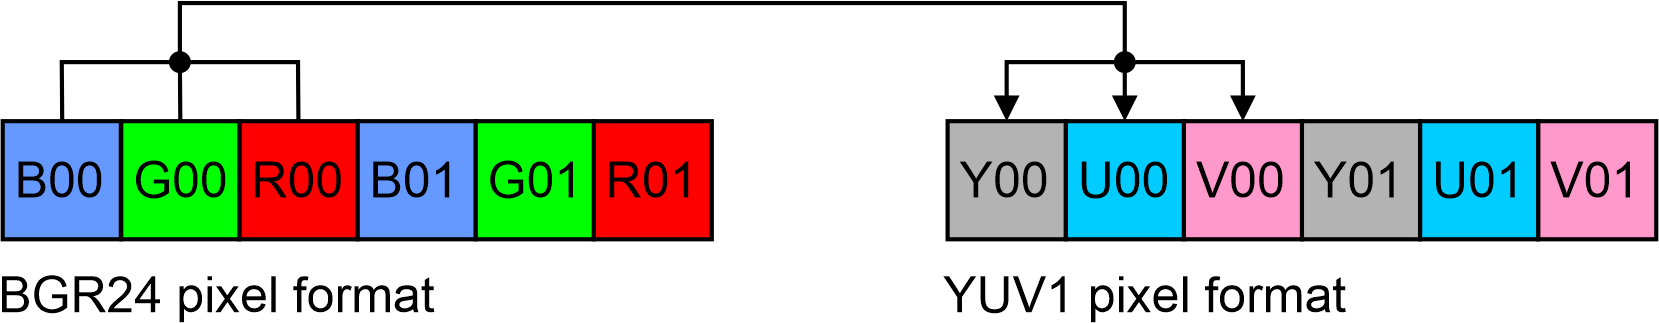 B00 G00 R00 B01 G01 R01
BGR24 pixel format
Y00 U00 V00 Y01 U01 V01
YUV1 pixel format